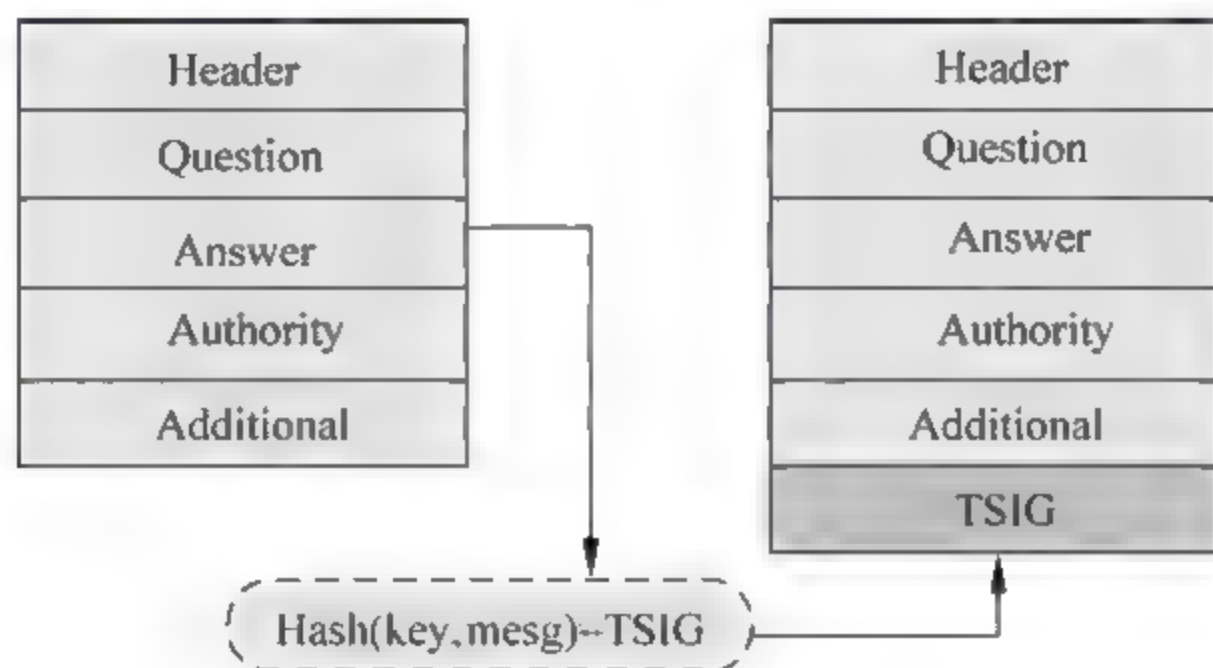 Header
Question
Answer
Authority
Additional
Header
Question
Answer
Authority
Additional
TSIG
Hash(key,mesg)--TSIG